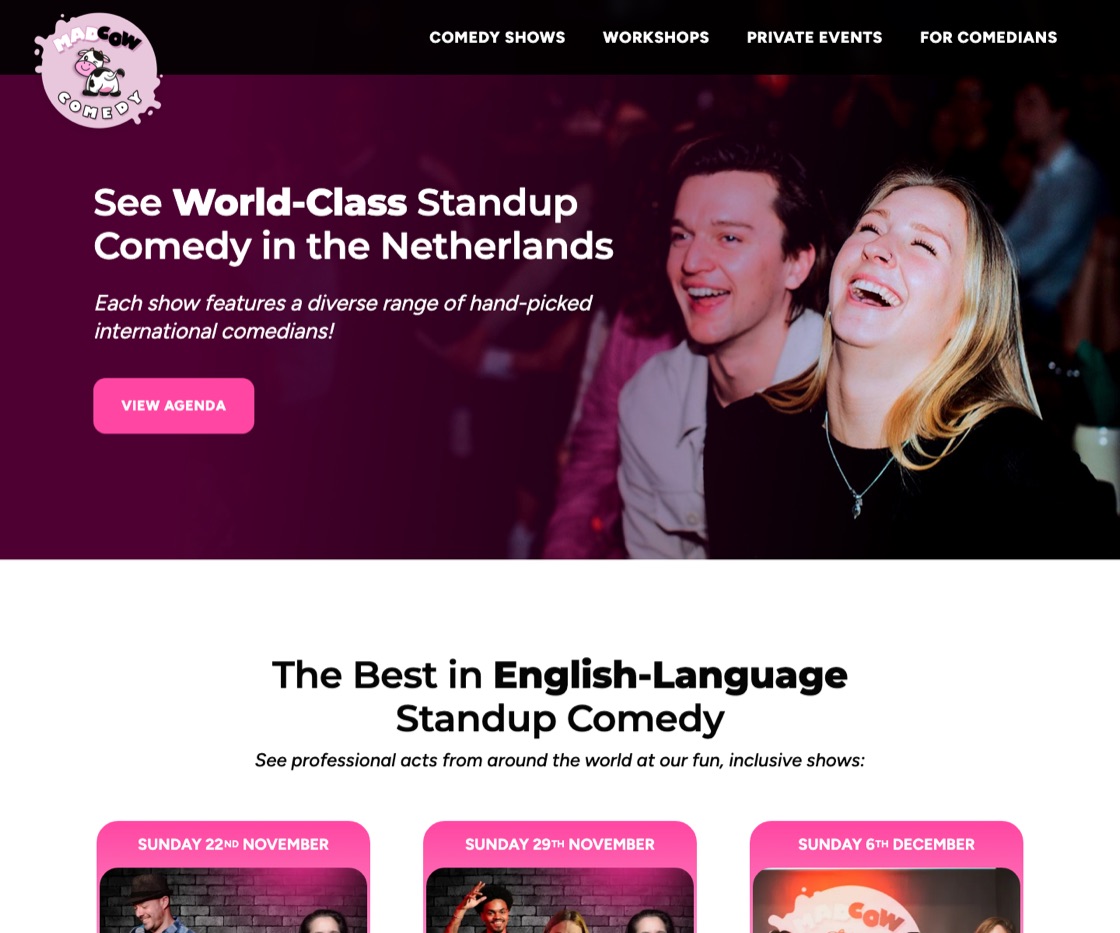 MADCOW
COMEDY
COMEDY SHOWS
WORKSHOPS
PRIVATE EVENTS
FOR COMEDIANS
See World-Class Standup
Comedy in the Netherlands
Each show features a diverse range of hand-picked
international comedians!
VIEW AGENDA
The Best in English-Language
Standup Comedy
See professional acts from around the world at our fun, inclusive shows:
SUNDAY 22ND NOVEMBER
SUNDAY 29TH NOVEMBER
SUNDAY 6TH DECEMBER
MADCOW